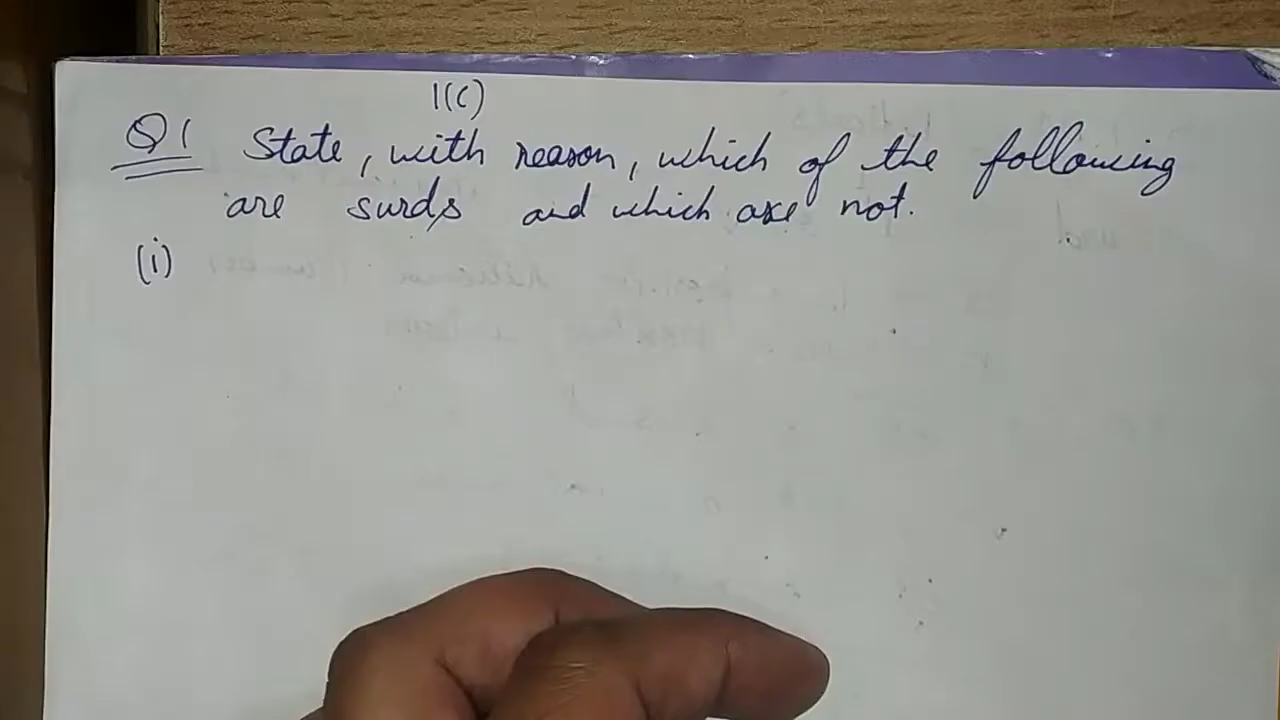 1(C)
Q1 State, with reason, which of the following
are surds and which are not.
(i)